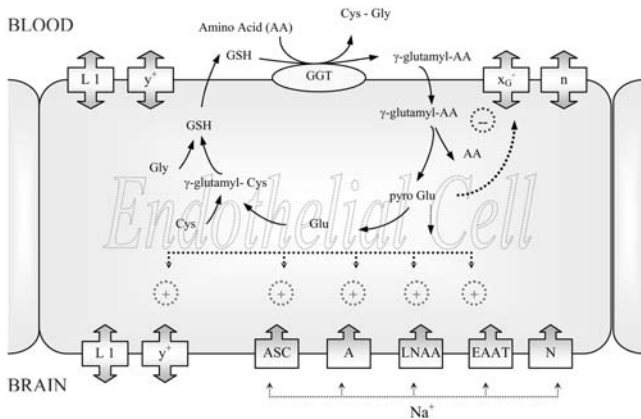 BLOOD
Cys - Gly
Amino Acid (AA)
GSH
γ-glutamyl-AA
GGT
L 1
y⁺
x_G⁻
n
γ-glutamyl-AA
--
GSH
AA
Gly
γ-glutamyl- Cys
pyro Glu
Cys
Glu
Endothelial Cell
+
+
+
+
+
L 1
y⁺
ASC
A
LNAA
EAAT
N
BRAIN
Na⁺